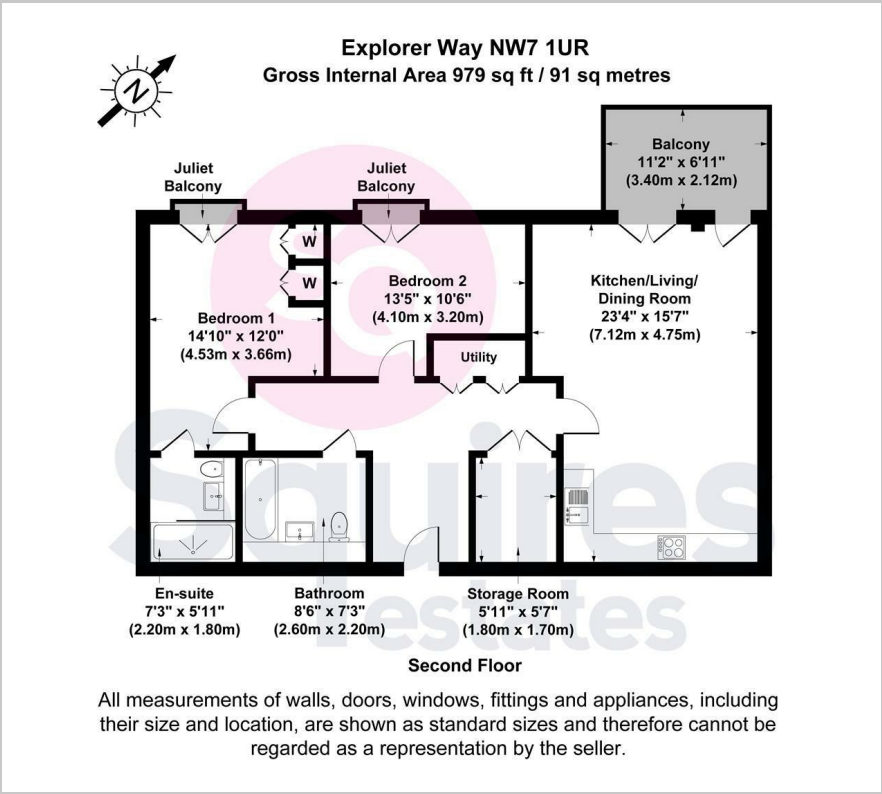 Explorer Way NW7 1UR
Gross Internal Area 979 sq ft / 91 sq metres
N
Balcony
11'2" x 6'11"
(3.40m x 2.12m)
Juliet
Balcony
Juliet
Balcony
W
W
Bedroom 1
14'10" x 12'0"
(4.53m x 3.66m)
Bedroom 2
13'5" x 10'6"
(4.10m x 3.20m)
Kitchen/Living/
Dining Room
23'4" x 15'7"
(7.12m x 4.75m)
Utility
Squires
estates
En-suite
7'3" x 5'11"
(2.20m x 1.80m)
Bathroom
8'6" x 7'3"
(2.60m x 2.20m)
Storage Room
5'11" x 5'7"
(1.80m x 1.70m)
Second Floor
All measurements of walls, doors, windows, fittings and appliances, including
their size and location, are shown as standard sizes and therefore cannot be
regarded as a representation by the seller.